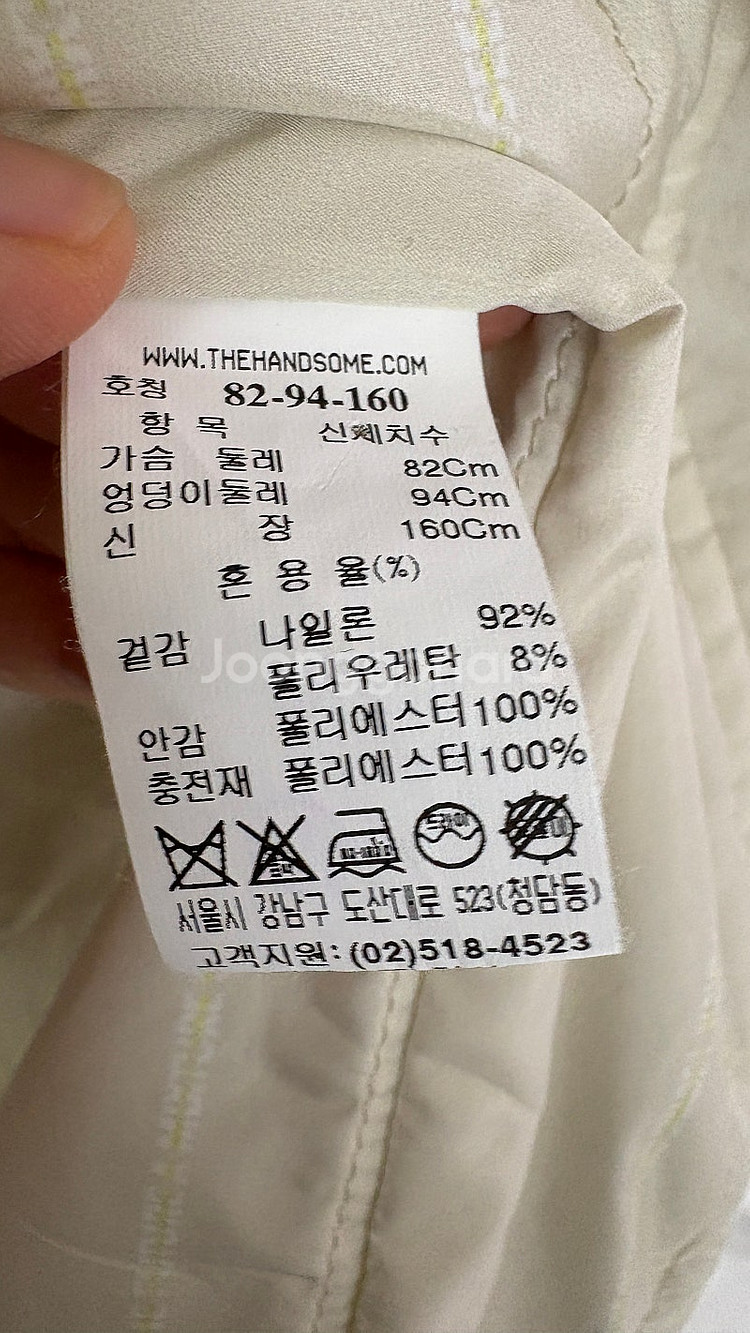 WWW.THEHANDSOME.COM
호칭 82-94-160
항 목 신체치수
가슴 둘레 82Cm
엉덩이둘레 94Cm
신 장 160Cm
혼 용 율(%)
겉감 나일론 92%
폴리우레탄 8%
안감 폴리에스터100%
충전재 폴리에스터100%
드라이
서울시 강남구 도산대로 523(청담동)
고객지원: (02)518-4523